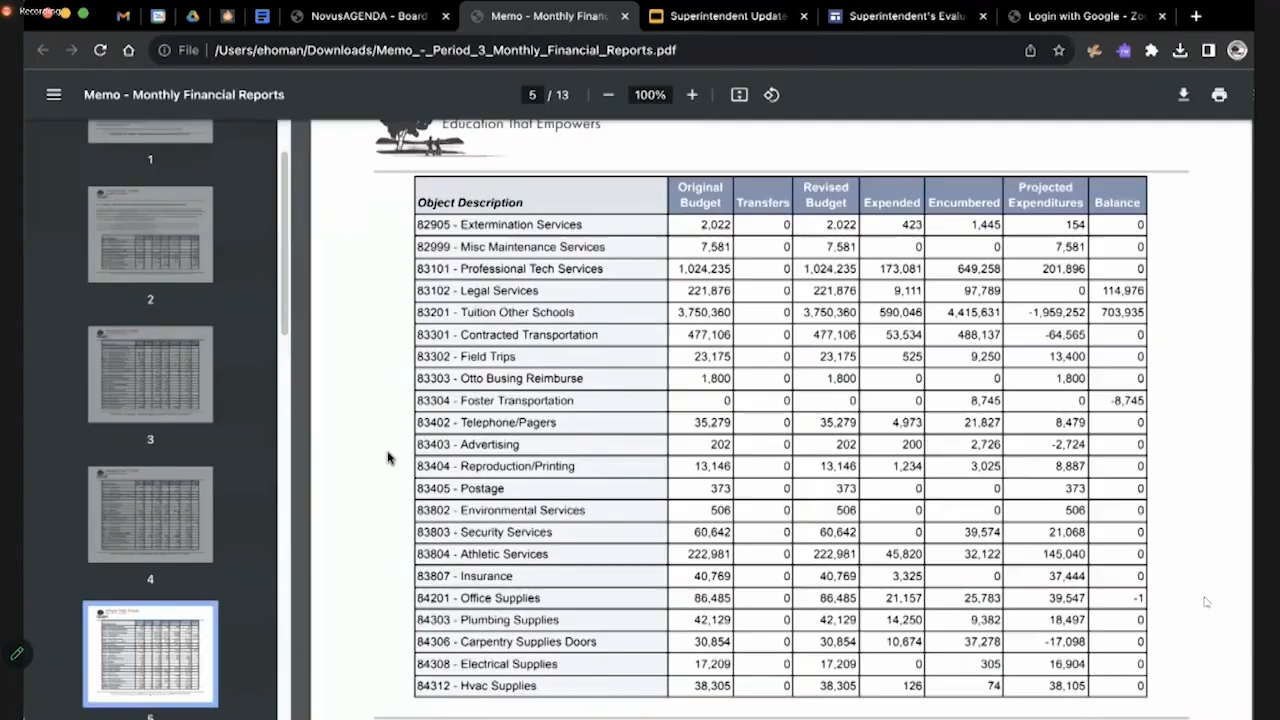 Recording
NovusAGENDA - Board
Memo - Monthly Financ
Superintendent Update
Superintendent's Evalu
Login with Google - Zo
File
/Users/ehoman/Downloads/Memo_-_Period_3_Monthly_Financial_Reports.pdf
Memo - Monthly Financial Reports
5 / 13
100%
1
2
3
4
5
Education That Empowers
Object Description Original Budget Transfers Revised Budget Expended Encumbered Projected Expenditures Balance
82905 - Extermination Services 2,022 0 2,022 423 1,445 154 0
82999 - Misc Maintenance Services 7,581 0 7,581 0 0 7,581 0
83101 - Professional Tech Services 1,024,235 0 1,024,235 173,081 649,258 201,896 0
83102 - Legal Services 221,876 0 221,876 9,111 97,789 0 114,976
83201 - Tuition Other Schools 3,750,360 0 3,750,360 590,046 4,415,631 -1,959,252 703,935
83301 - Contracted Transportation 477,106 0 477,106 53,534 488,137 -64,565 0
83302 - Field Trips 23,175 0 23,175 525 9,250 13,400 0
83303 - Otto Busing Reimburse 1,800 0 1,800 0 0 1,800 0
83304 - Foster Transportation 0 0 0 0 8,745 0 -8,745
83402 - Telephone/Pagers 35,279 0 35,279 4,973 21,827 8,479 0
83403 - Advertising 202 0 202 200 2,726 -2,724 0
83404 - Reproduction/Printing 13,146 0 13,146 1,234 3,025 8,887 0
83405 - Postage 373 0 373 0 0 373 0
83802 - Environmental Services 506 0 506 0 0 506 0
83803 - Security Services 60,642 0 60,642 0 39,574 21,068 0
83804 - Athletic Services 222,981 0 222,981 45,820 32,122 145,040 0
83807 - Insurance 40,769 0 40,769 3,325 0 37,444 0
84201 - Office Supplies 86,485 0 86,485 21,157 25,783 39,547 -1
84303 - Plumbing Supplies 42,129 0 42,129 14,250 9,382 18,497 0
84306 - Carpentry Supplies Doors 30,854 0 30,854 10,674 37,278 -17,098 0
84308 - Electrical Supplies 17,209 0 17,209 0 305 16,904 0
84312 - Hvac Supplies 38,305 0 38,305 126 74 38,105 0